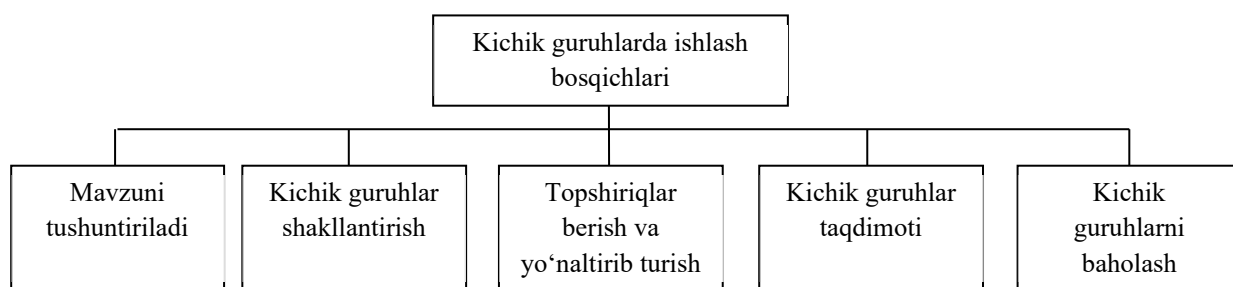 Kichik guruhlarda ishlash
bosqichlari
Mavzuni
tushuntiriladi
Kichik guruhlar
shakllantirish
Topshiriqlar
berish va
yo‘naltirib turish
Kichik guruhlar
taqdimoti
Kichik
guruhlarni
baholash